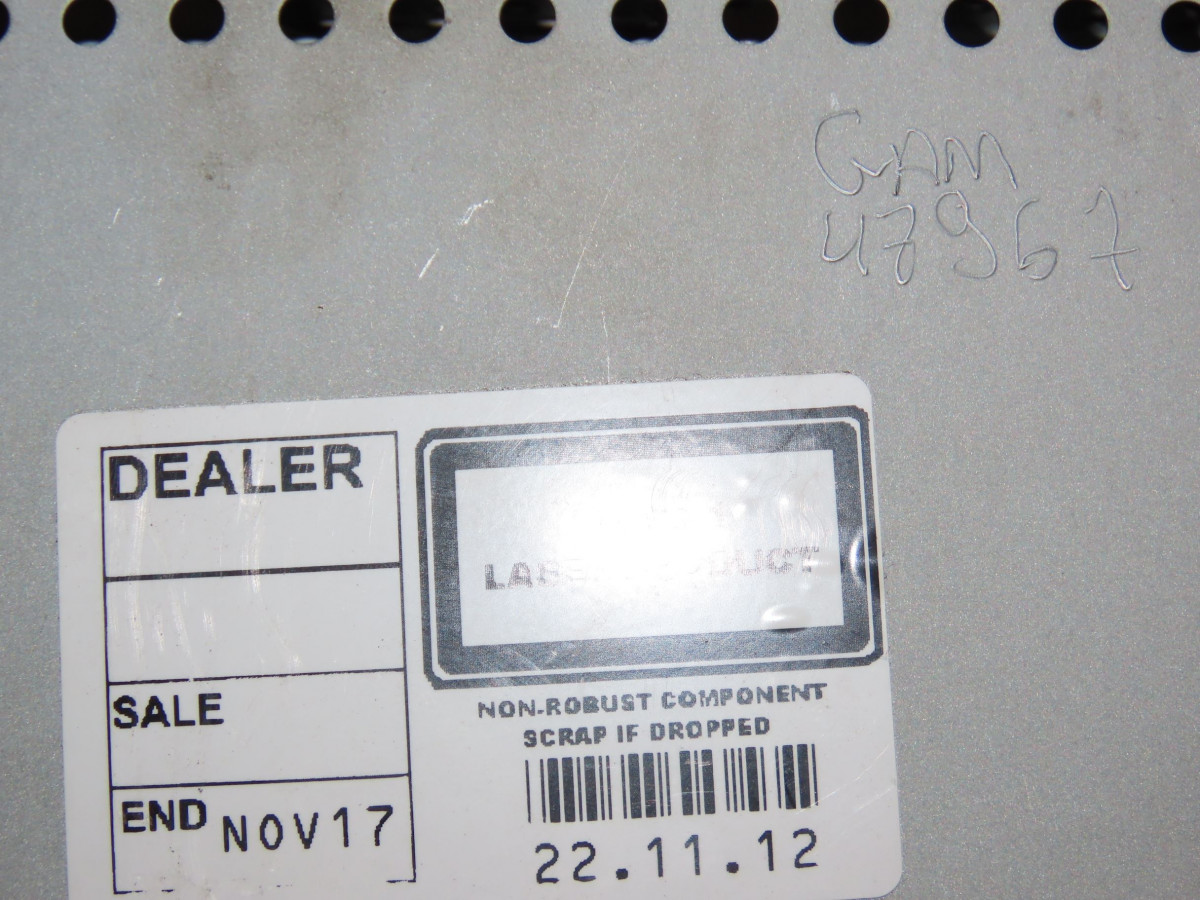 GAM
47967
DEALER
SALE
END NOV17
NON-ROBUST COMPONENT
SCRAP IF DROPPED
22.11.12